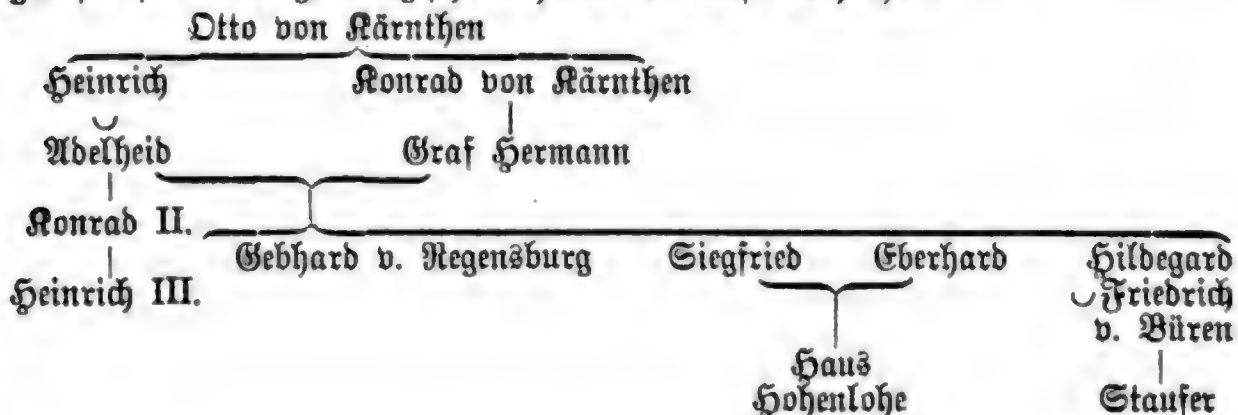 Otto von Kärnthen
Heinrich Konrad von Kärnthen
Adelheid Graf Hermann
Konrad II.
Gebhard v. Regensburg Siegfried Eberhard Hildegard
Heinrich III. Friedrich
v. Büren
Haus
Hohenlohe Staufer